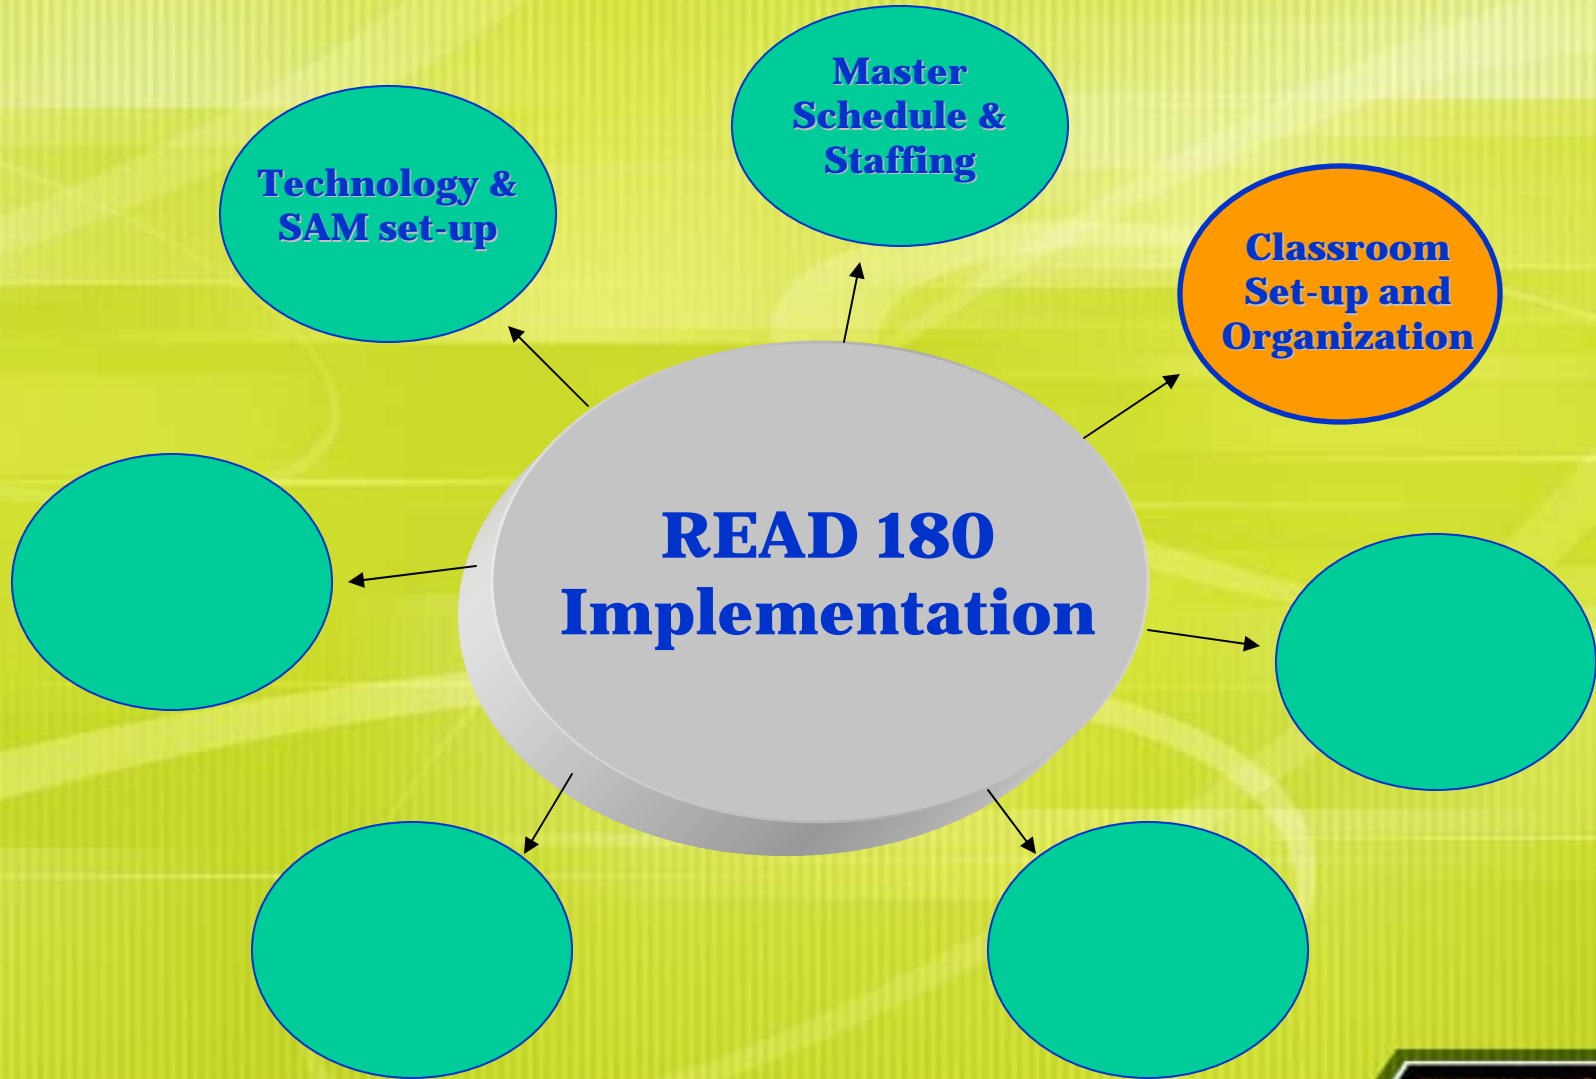 Master
Schedule &
Staffing
Technology &
SAM set-up
Classroom
Set-up and
Organization
READ 180
Implementation